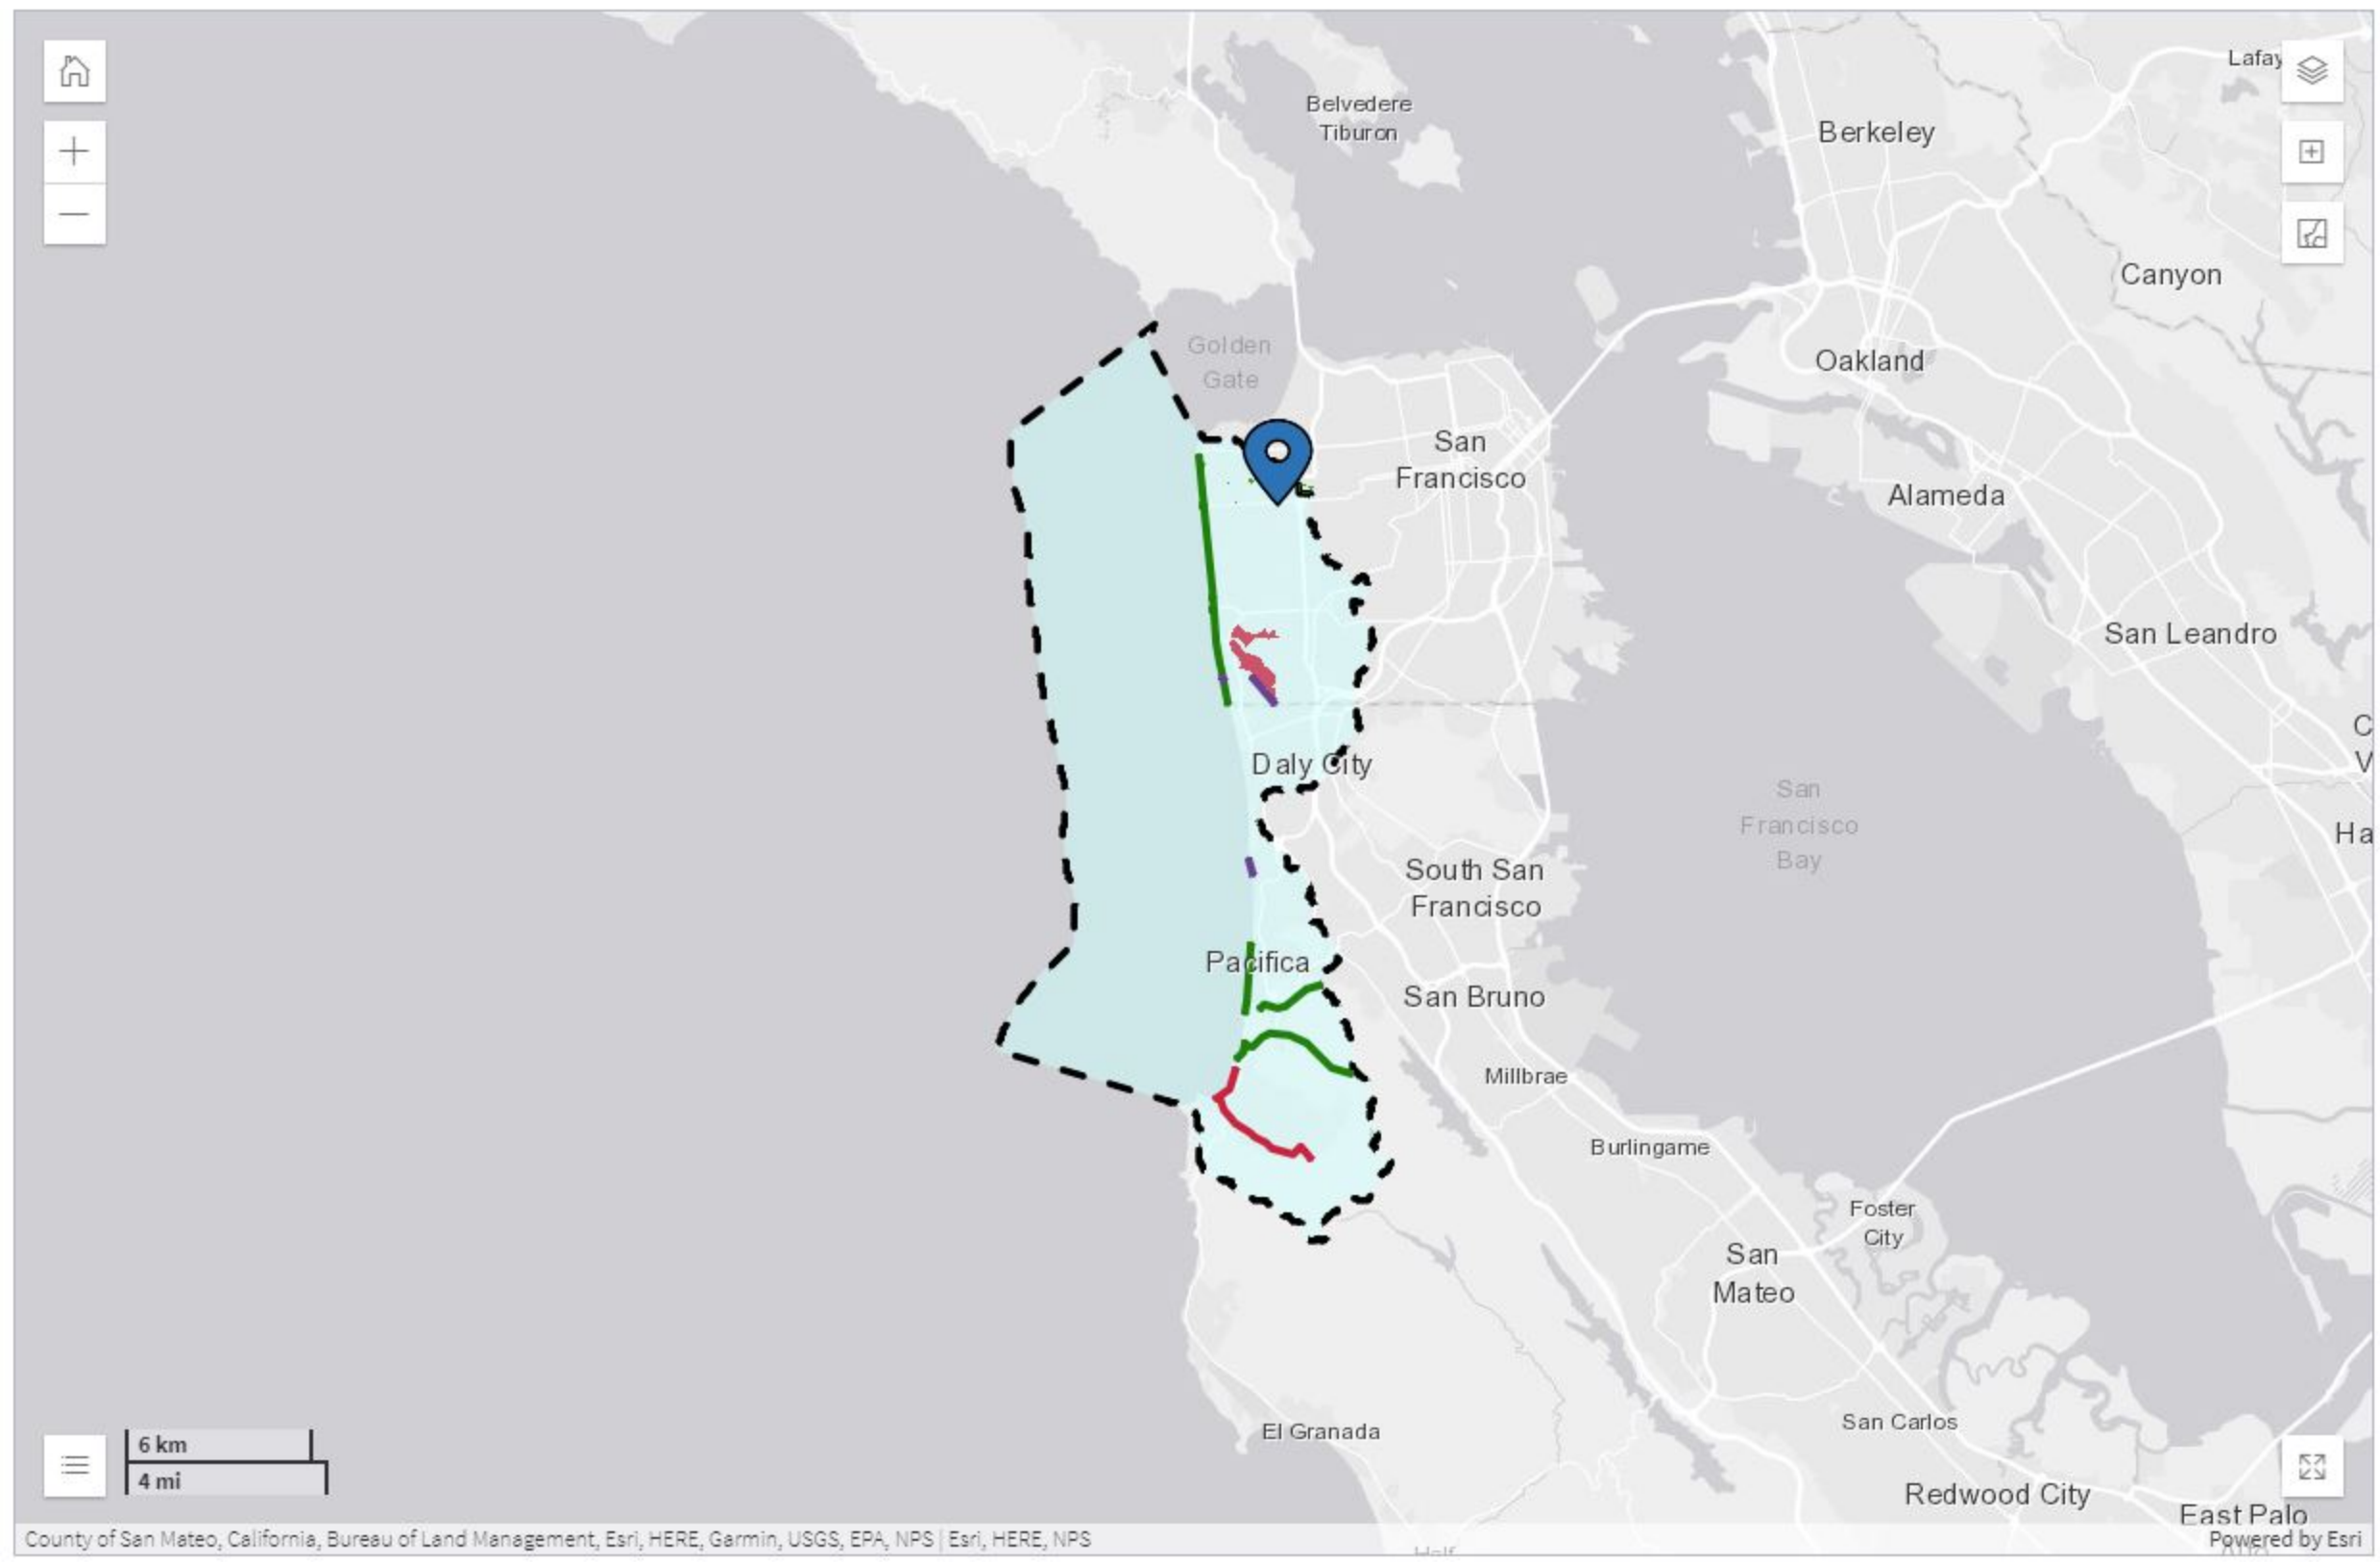 Lafay
Belvedere
Tiburon
Berkeley
Canyon
Golden
Gate
Oakland
San
Francisco
Alameda
San Leandro
Daly City
San
Francisco
Bay
South San
Francisco
Pacifica
San Bruno
Millbrae
Burlingame
Foster
City
San
Mateo
El Granada
San Carlos
Redwood City
East Palo
C
V
Ha
6 km
4 mi
County of San Mateo, California, Bureau of Land Management, Esri, HERE, Garmin, USGS, EPA, NPS | Esri, HERE, NPS
Powered by Esri